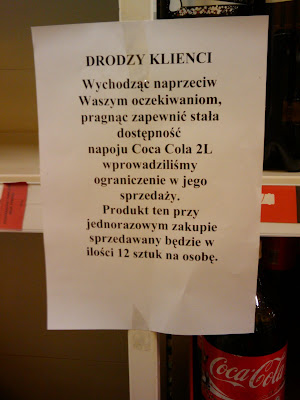 DRODZY KLIENCI
Wychodząc naprzeciw
Waszym oczekiwaniom,
pragnąc zapewnić stała
dostępność
napoju Coca Cola 2L
wprowadziliśmy
ograniczenie w jego
sprzedaży.
Produkt ten przy
jednorazowym zakupie
sprzedawany będzie w
ilości 12 sztuk na osobę.
Coca-Cola